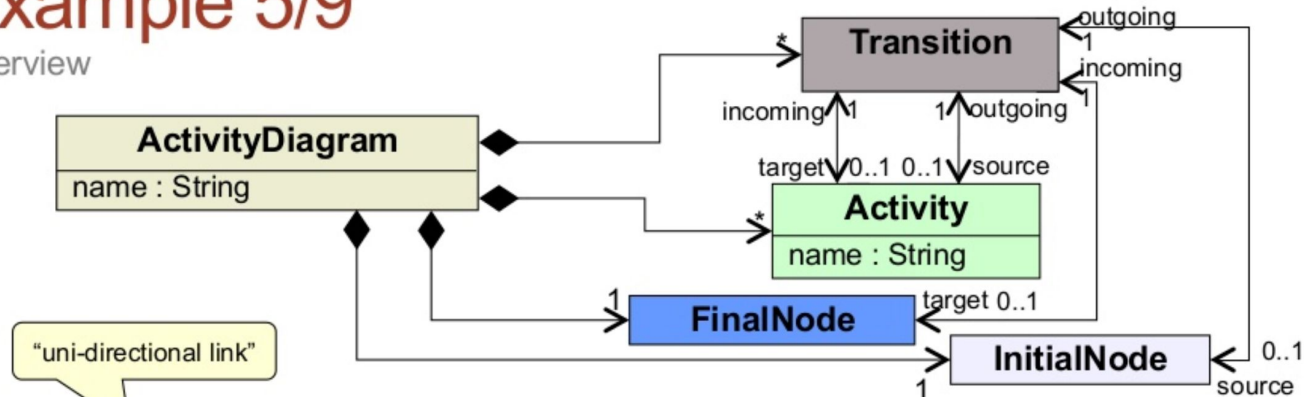 xample 5/9
erview
outgoing
* Transition 1
incoming
1
incoming 1 1 outgoing
ActivityDiagram
name : String
target 0..1 0..1 source
* Activity
name : String
1 target 0..1
FinalNode
“uni-directional link”
InitialNode 0..1
1 source